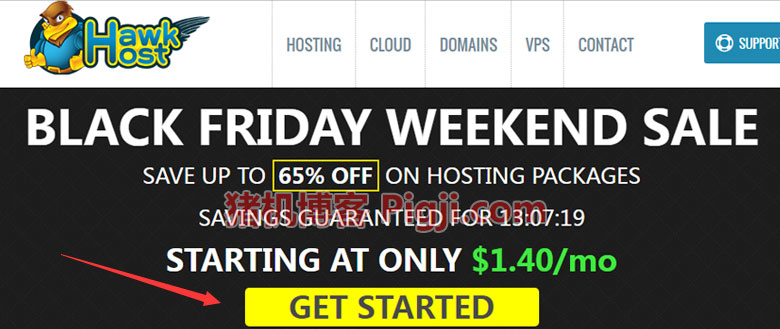 Hawk Host
HOSTING CLOUD DOMAINS VPS CONTACT SUPPORT
BLACK FRIDAY WEEKEND SALE
SAVE UP TO 65% OFF ON HOSTING PACKAGES
猪机博客 Pigji.com
SAVINGS GUARANTEED FOR 13:07:19
STARTING AT ONLY $1.40/mo
GET STARTED